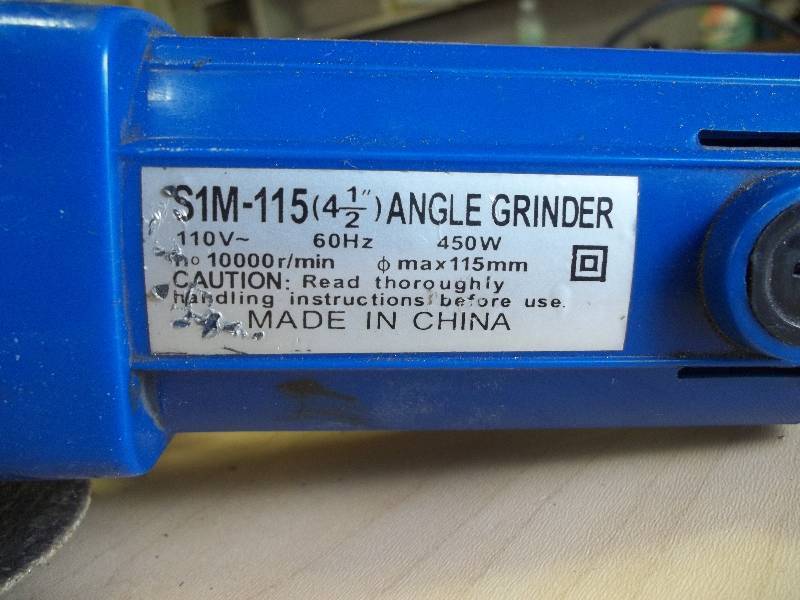 S1M-115 (4 1/2") ANGLE GRINDER
110V~ 60Hz 450W
n° 10000r/min ϕ max115mm
CAUTION: Read thoroughly
handling instructions before use.
MADE IN CHINA